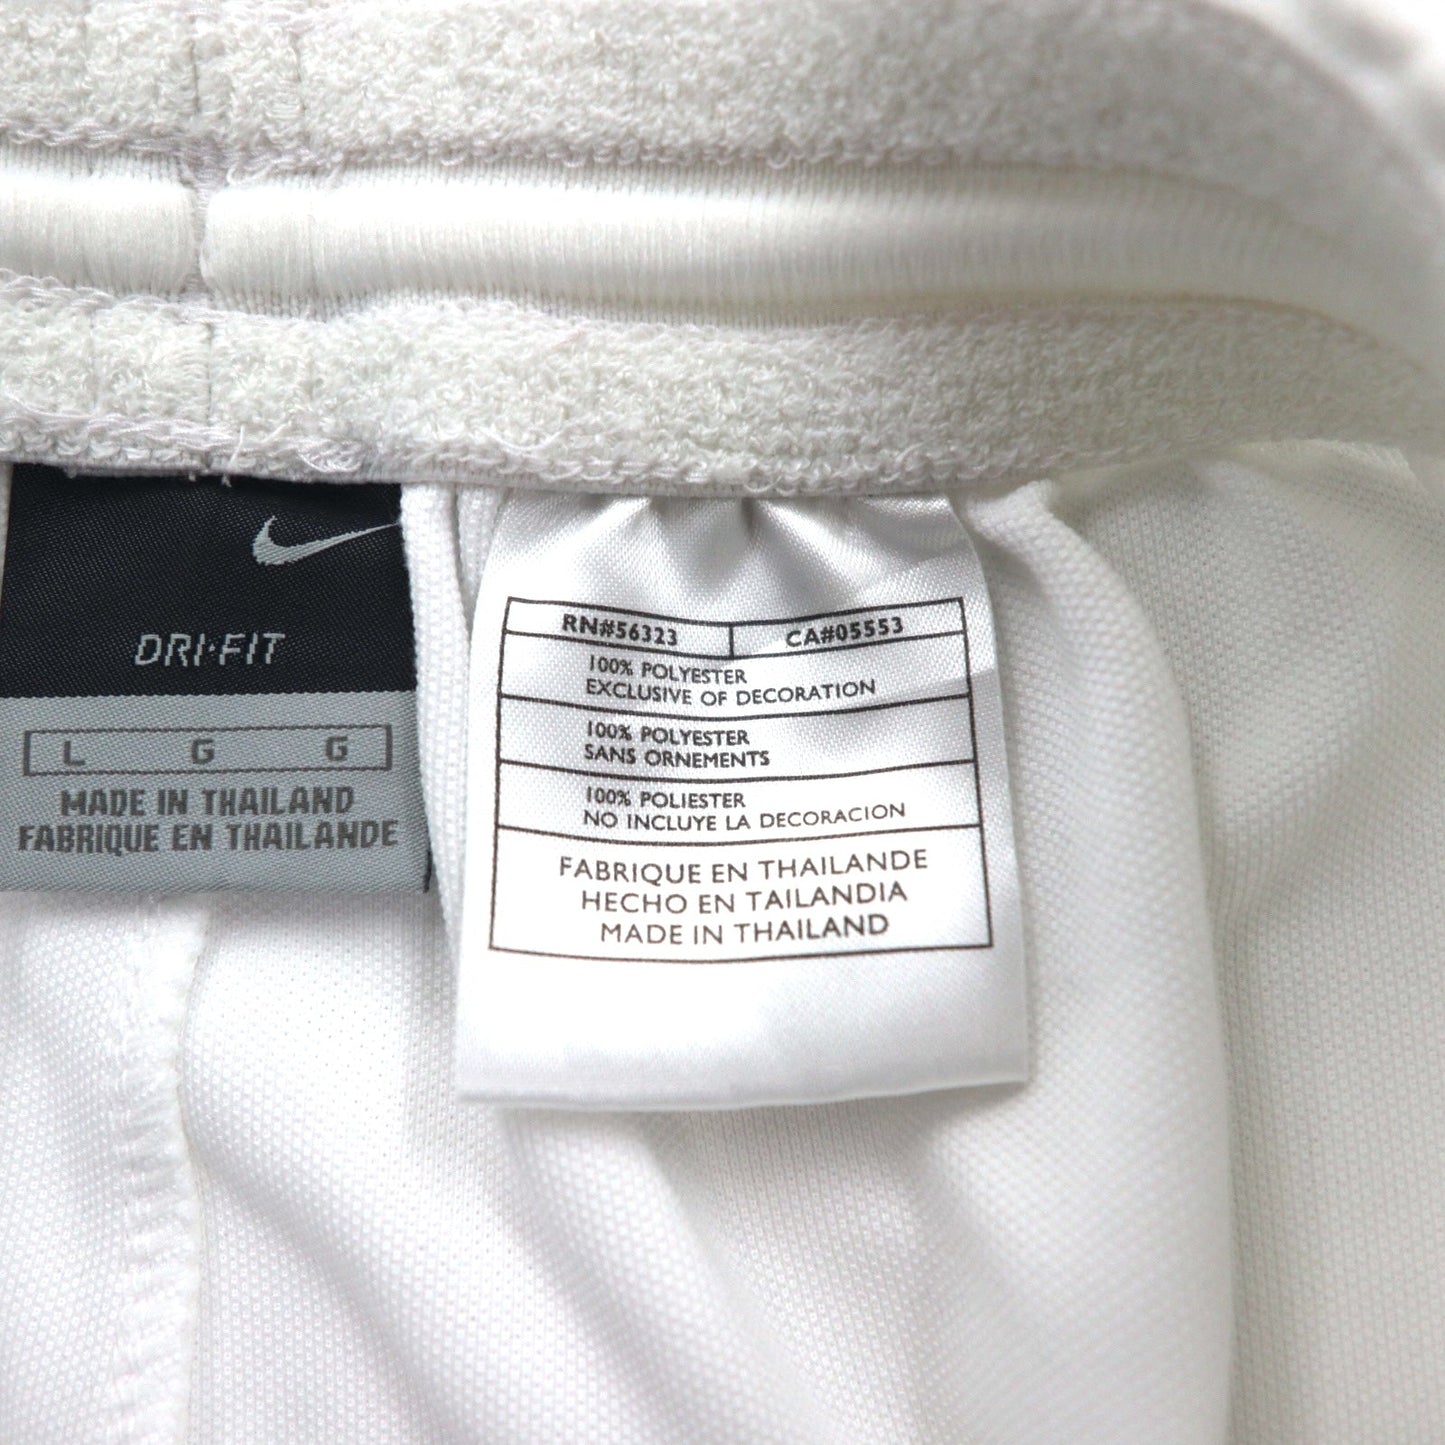 DRI·FIT
L G G
MADE IN THAILAND
FABRIQUE EN THAILANDE
RN#56323 CA#05553
100% POLYESTER
EXCLUSIVE OF DECORATION
100% POLYESTER
SANS ORNEMENTS
100% POLIESTER
NO INCLUYE LA DECORACION
FABRIQUE EN THAILANDE
HECHO EN TAILANDIA
MADE IN THAILAND